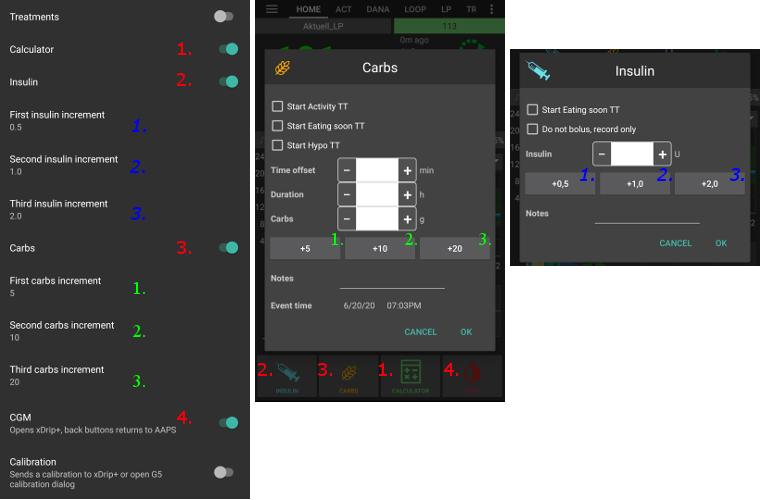 Treatments
Calculator 1.
Insulin 2.
First insulin increment
0.5 1.
Second insulin increment
1.0 2.
Third insulin increment
2.0 3.
Carbs 3.
First carbs increment
5 1.
Second carbs increment
10 2.
Third carbs increment
20 3.
CGM 4.
Opens xDrip+, back buttons returns to AAPS
Calibration
Sends a calibration to xDrip+ or open G5
calibration dialog
HOME ACT DANA LOOP LP TR
Aktuell_LP 113
0m ago
Carbs
Start Activity TT
Start Eating soon TT
Start Hypo TT
Time offset − + min
Duration − + h
Carbs − + g
+5 1. +10 2. +20 3.
Notes
Event time 6/20/20 07:03PM
CANCEL OK
2. 3. 1. 4.
INSULIN CARBS CALCULATOR
24
20
16
12
8
4
Insulin
Start Eating soon TT
Do not bolus, record only
Insulin − + U
+0,5 1. +1,0 2. +2,0 3.
Notes
CANCEL OK